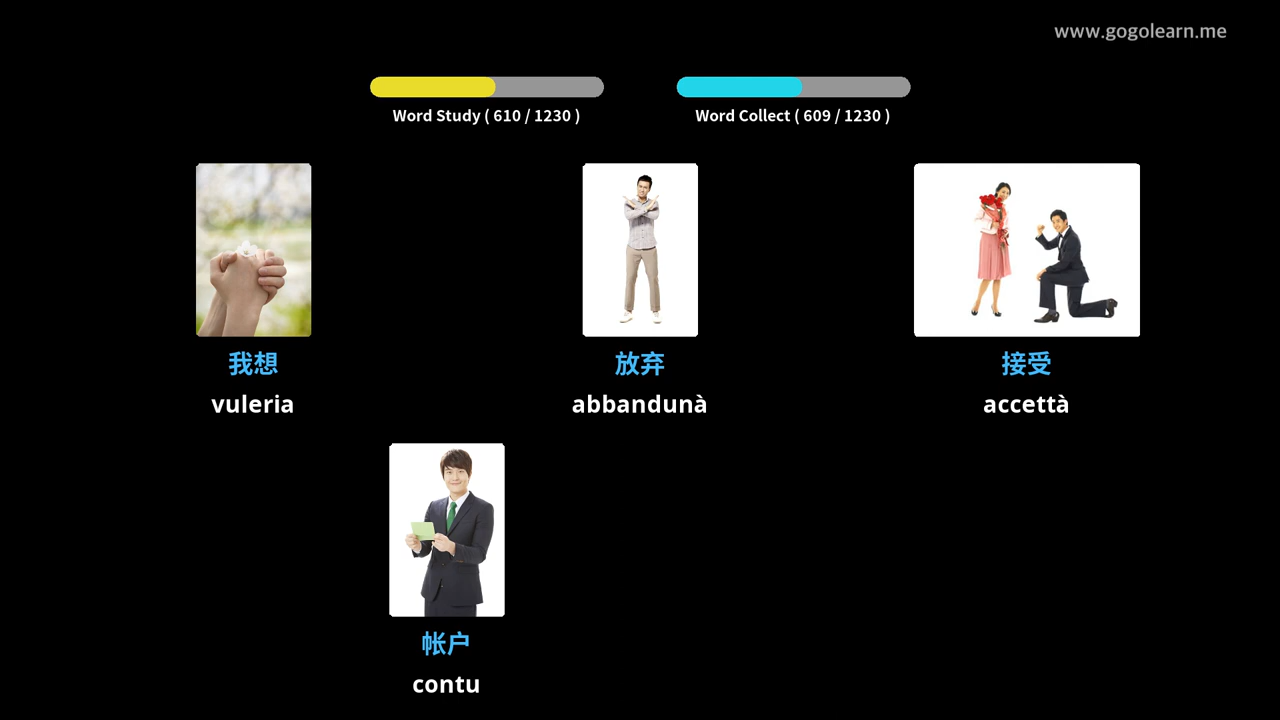 www.gogolearn.me
Word Study ( 610 / 1230 )
Word Collect ( 609 / 1230 )
我想
vuleria
放弃
abbandunà
接受
accettà
帐户
contu